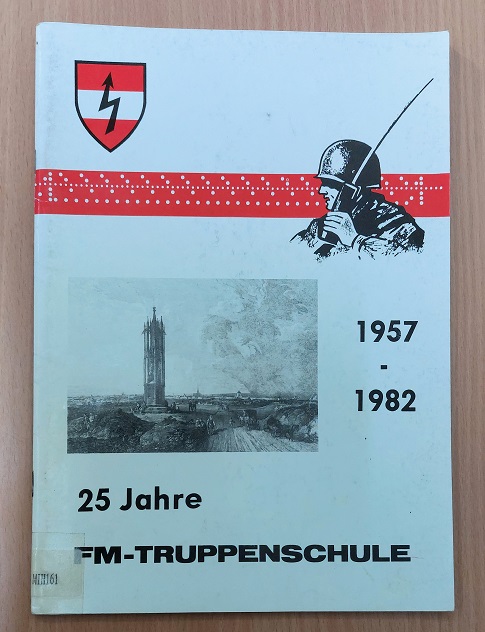 1957
-
1982
25 Jahre
FM-TRUPPENSCHULE